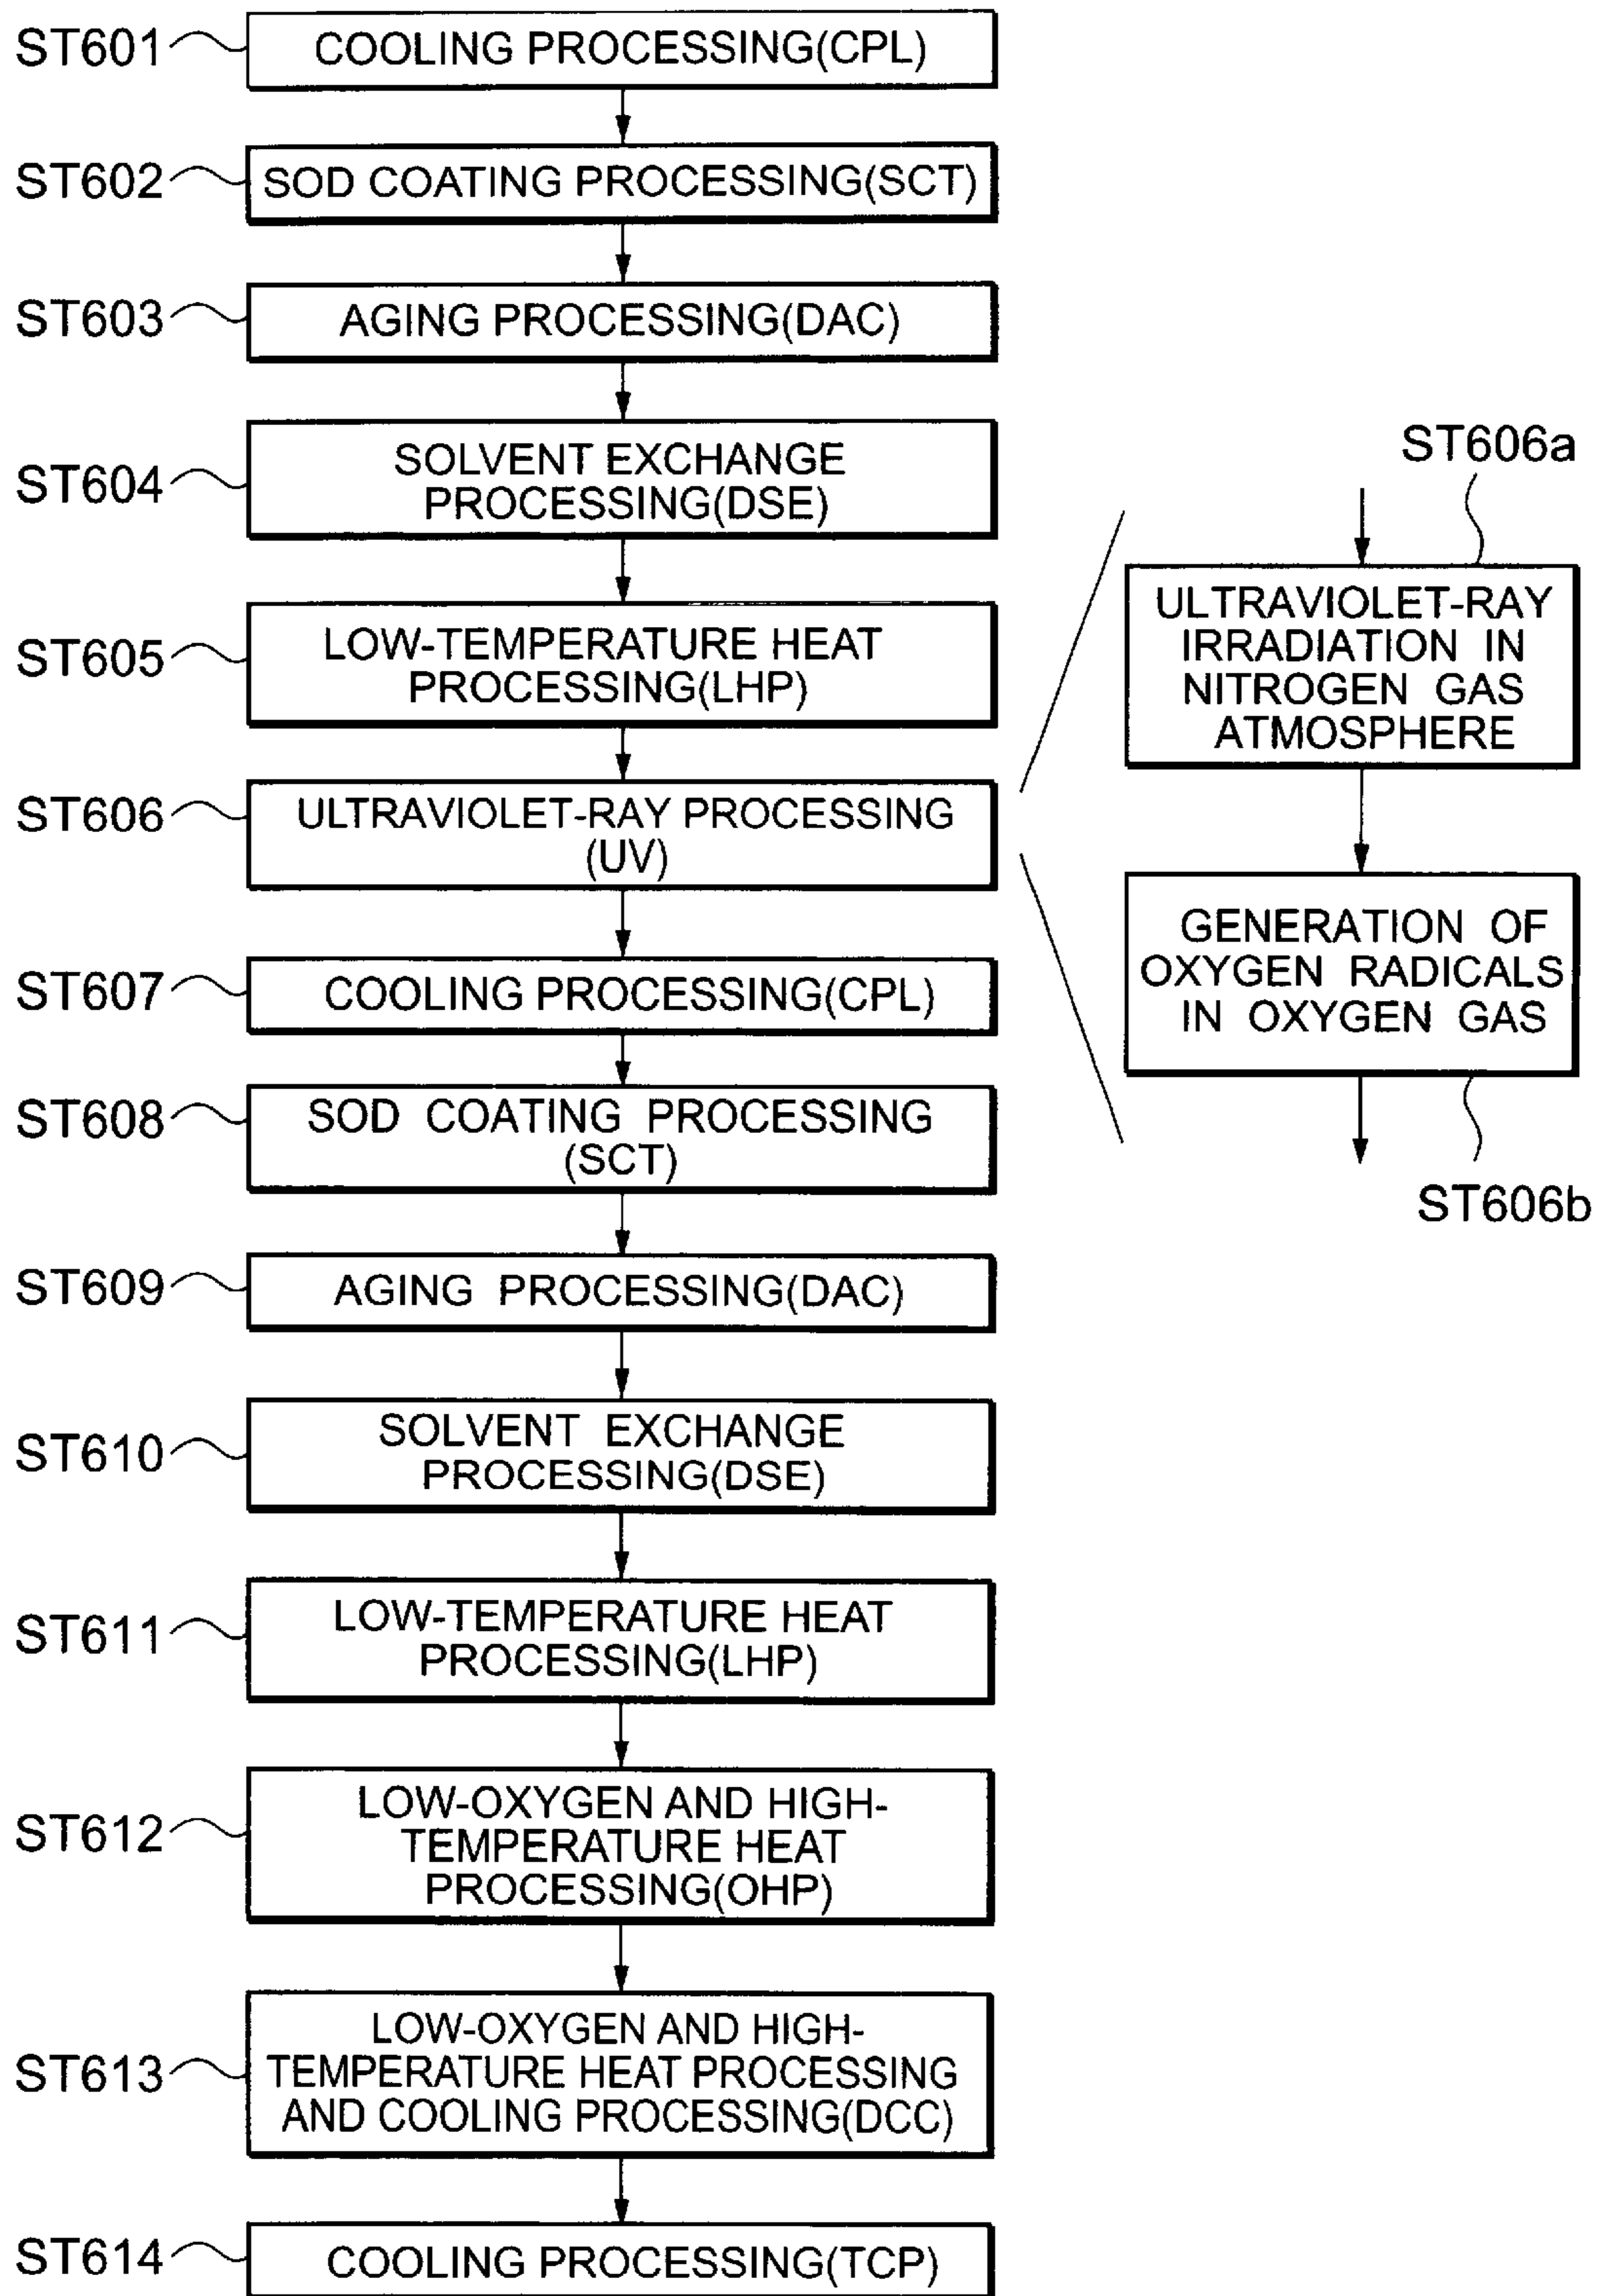 ST601
COOLING PROCESSING(CPL)
ST602
SOD COATING PROCESSING(SCT)
ST603
AGING PROCESSING(DAC)
ST604
SOLVENT EXCHANGE
PROCESSING(DSE)
ST605
LOW-TEMPERATURE HEAT
PROCESSING(LHP)
ST606
ULTRAVIOLET-RAY PROCESSING
(UV)
ST606a
ULTRAVIOLET-RAY
IRRADIATION IN
NITROGEN GAS
ATMOSPHERE
GENERATION OF
OXYGEN RADICALS
IN OXYGEN GAS
ST606b
ST607
COOLING PROCESSING(CPL)
ST608
SOD COATING PROCESSING
(SCT)
ST609
AGING PROCESSING(DAC)
ST610
SOLVENT EXCHANGE
PROCESSING(DSE)
ST611
LOW-TEMPERATURE HEAT
PROCESSING(LHP)
ST612
LOW-OXYGEN AND HIGH-
TEMPERATURE HEAT
PROCESSING(OHP)
ST613
LOW-OXYGEN AND HIGH-
TEMPERATURE HEAT PROCESSING
AND COOLING PROCESSING(DCC)
ST614
COOLING PROCESSING(TCP)